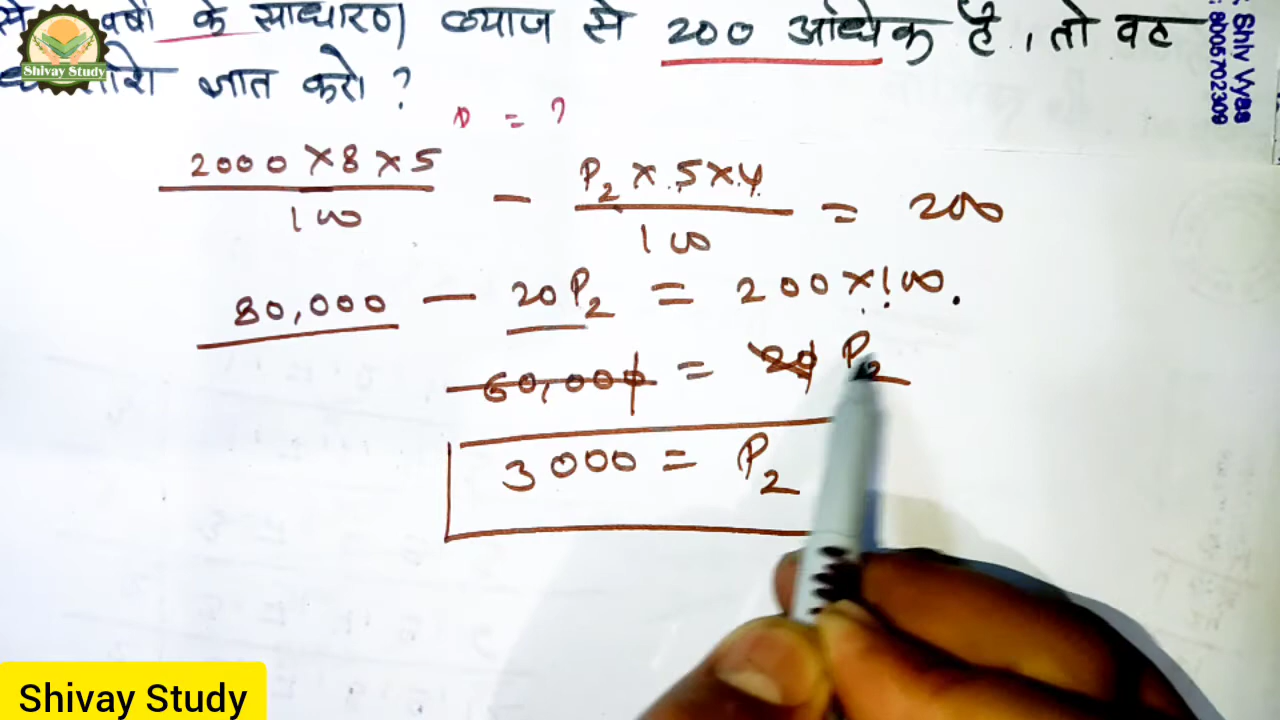 से वर्षो के साधारण ब्याज से 200 अधिक है, तो वह
राशि ज्ञात करो ?
Shivay Study
Shiv Vyas
: 8005702309
P = ?
2000 × 8 × 5 / 100 - P2 × 5 × 4 / 100 = 200
80,000 - 20P2 = 200 × 100.
60,000 = 20 P2
3000 = P2
Shivay Study